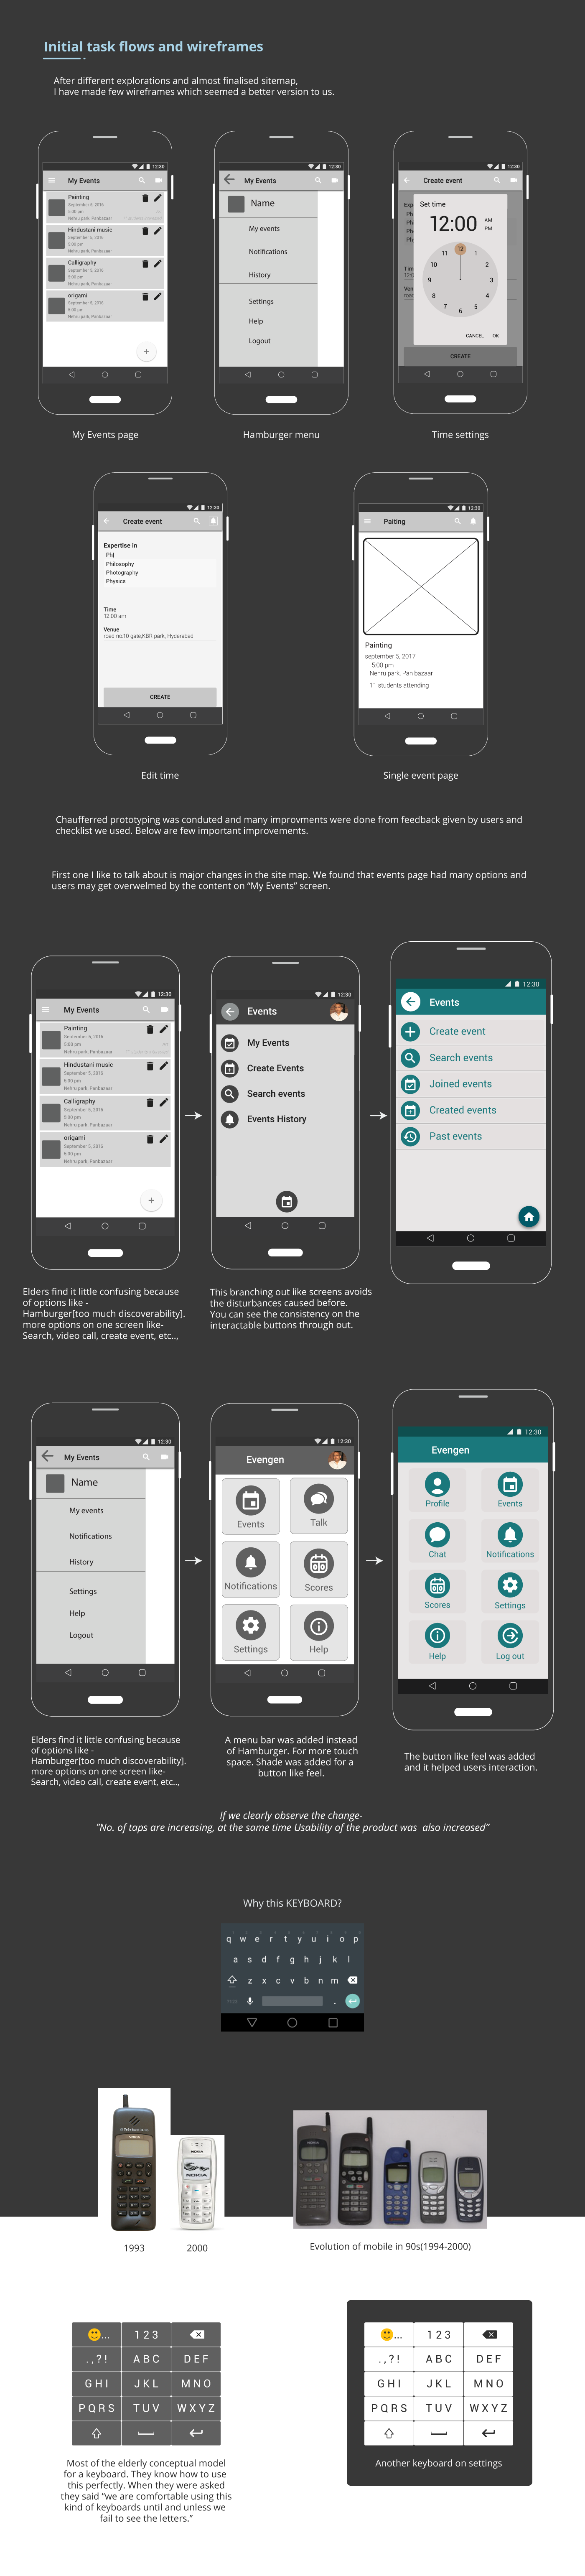 Initial task flows and wireframes
After different explorations and almost finalised sitemap,
I have made few wireframes which seemed a better version to us.
12:30
My Events
Painting
September 5, 2016
5:00 pm
Nehru park, Panbazaar
Hindustani music
September 5, 2016
5:00 pm
Nehru park, Panbazaar
Calligraphy
September 5, 2016
5:00 pm
Nehru park, Panbazaar
origami
September 5, 2016
5:00 pm
Nehru park, Panbazaar
+
My Events page
12:30
My Events
Name
My events
Notifications
History
Settings
Help
Logout
Hamburger menu
12:30
Create event
Set time
12:00 AM
PM
12
11 1
10 2
9 3
8 4
7 5
6
CANCEL OK
CREATE
Time settings
12:30
Create event
Expertise in
Ph|
Philosophy
Photography
Physics
Time
12:00 am
Venue
road no:10 gate,KBR park, Hyderabad
CREATE
Edit time
12:30
Paiting
Painting
september 5, 2017
5:00 pm
Nehru park, Pan bazaar
11 students attending
Single event page
Chaufferred prototyping was conduted and many improvments were done from feedback given by users and
checklist we used. Below are few important improvements.
First one I like to talk about is major changes in the site map. We found that events page had many options and
users may get overwelmed by the content on “My Events” screen.
12:30
My Events
Painting
September 5, 2016
5:00 pm
Nehru park, Panbazaar
Hindustani music
September 5, 2016
5:00 pm
Nehru park, Panbazaar
Calligraphy
September 5, 2016
5:00 pm
Nehru park, Panbazaar
origami
September 5, 2016
5:00 pm
Nehru park, Panbazaar
+
12:30
Events
My Events
Create Events
Search events
Events History
12:30
Events
Create event
Search events
Joined events
Created events
Past events
Elders find it little confusing because
of options like -
Hamburger[too much discoverability].
more options on one screen like-
Search, video call, create event, etc..,
This branching out like screens avoids
the disturbances caused before.
You can see the consistency on the
interactable buttons through out.
12:30
My Events
Name
My events
Notifications
History
Settings
Help
Logout
12:30
Evengen
Events Talk
Notifications Scores
Settings Help
12:30
Evengen
Profile Events
Chat Notifications
Scores Settings
Help Log out
Elders find it little confusing because
of options like -
Hamburger[too much discoverability].
more options on one screen like-
Search, video call, create event, etc..,
A menu bar was added instead
of Hamburger. For more touch
space. Shade was added for a
button like feel.
The button like feel was added
and it helped users interaction.
If we clearly observe the change-
“No. of taps are increasing, at the same time Usability of the product was also increased”
Why this KEYBOARD?
q w e r t y u i o p
a s d f g h j k l
z x c v b n m
.
NOKIA
1993 2000
Evolution of mobile in 90s(1994-2000)
... 1 2 3
. , ? ! A B C D E F
G H I J K L M N O
P Q R S T U V W X Y Z
Most of the elderly conceptual model
for a keyboard. They know how to use
this perfectly. When they were asked
they said “we are comfortable using this
kind of keyboards until and unless we
fail to see the letters.”
... 1 2 3
. , ? ! A B C D E F
G H I J K L M N O
P Q R S T U V W X Y Z
Another keyboard on settings